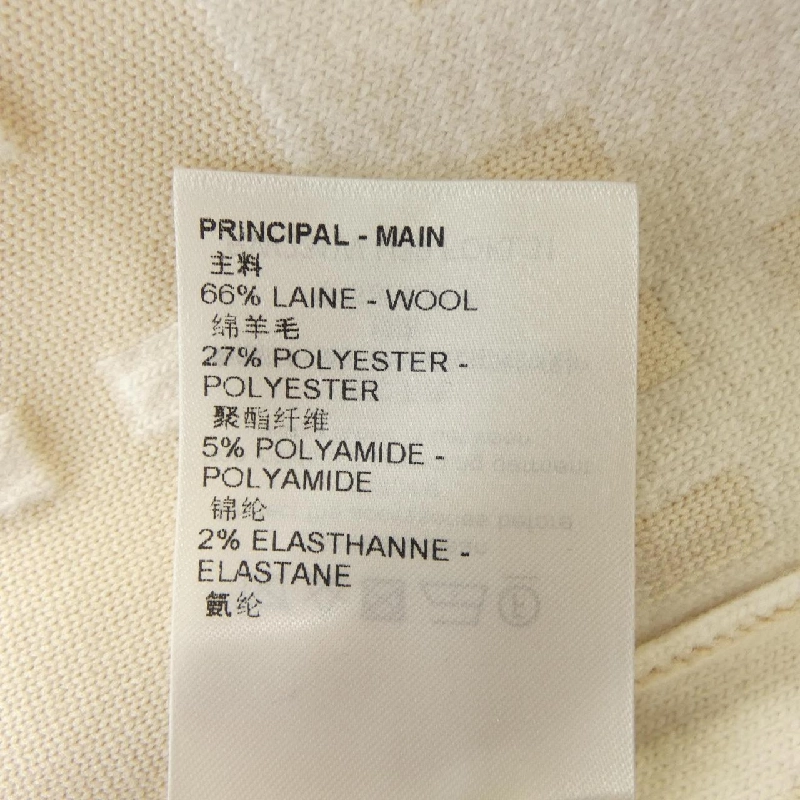 PRINCIPAL - MAIN
主料
66% LAINE - WOOL
绵羊毛
27% POLYESTER -
POLYESTER
聚酯纤维
5% POLYAMIDE -
POLYAMIDE
锦纶
2% ELASTHANNE -
ELASTANE
氨纶